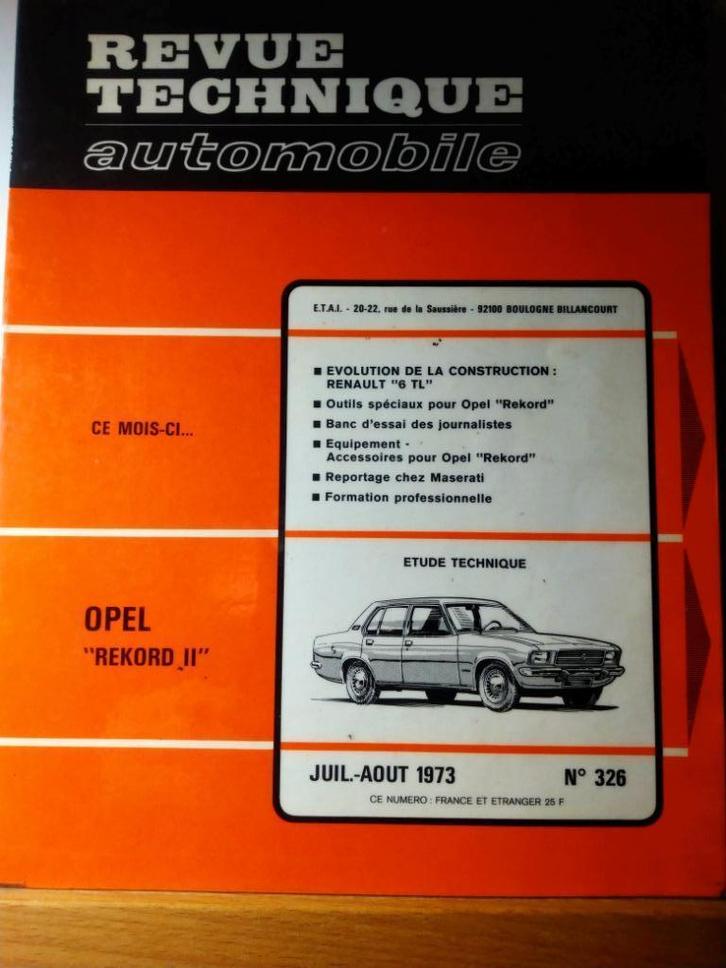 REVUE
TECHNIQUE
automobile
E.T.A.I. - 20-22, rue de la Saussière - 92100 BOULOGNE BILLANCOURT
CE MOIS-CI...
■ EVOLUTION DE LA CONSTRUCTION :
RENAULT "6 TL"
■ Outils spéciaux pour Opel "Rekord"
■ Banc d'essai des journalistes
■ Equipement -
Accessoires pour Opel "Rekord"
■ Reportage chez Maserati
■ Formation professionnelle
ETUDE TECHNIQUE
OPEL
"REKORD II"
JUIL.-AOUT 1973 N° 326
CE NUMERO : FRANCE ET ETRANGER 25 F